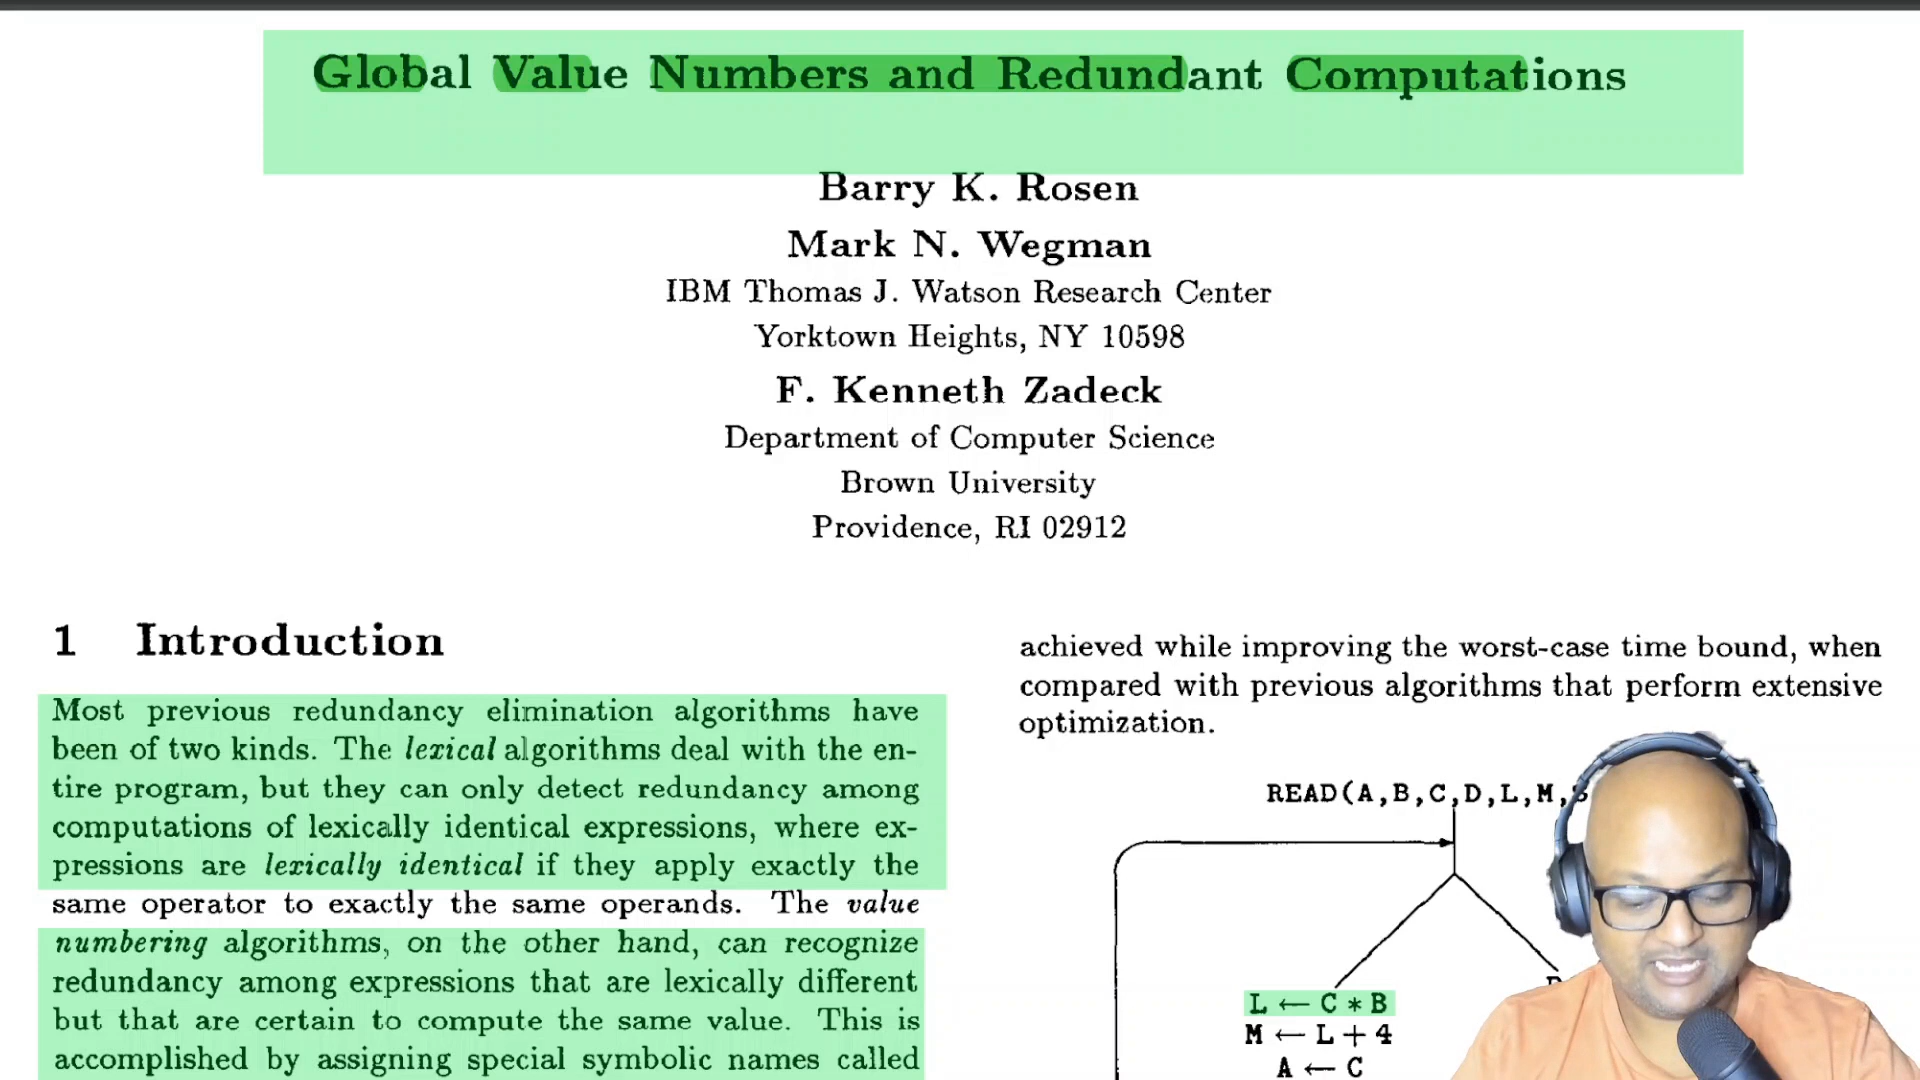 Global Value Numbers and Redundant Computations
Barry K. Rosen
Mark N. Wegman
IBM Thomas J. Watson Research Center
Yorktown Heights, NY 10598
F. Kenneth Zadeck
Department of Computer Science
Brown University
Providence, RI 02912
1 Introduction
Most previous redundancy elimination algorithms have
been of two kinds. The lexical algorithms deal with the en-
tire program, but they can only detect redundancy among
computations of lexically identical expressions, where ex-
pressions are lexically identical if they apply exactly the
same operator to exactly the same operands. The value
numbering algorithms, on the other hand, can recognize
redundancy among expressions that are lexically different
but that are certain to compute the same value. This is
accomplished by assigning special symbolic names called
achieved while improving the worst-case time bound, when
compared with previous algorithms that perform extensive
optimization.
READ(A,B,C,D,L,M,
L ← C * B
M ← L + 4
A ← C